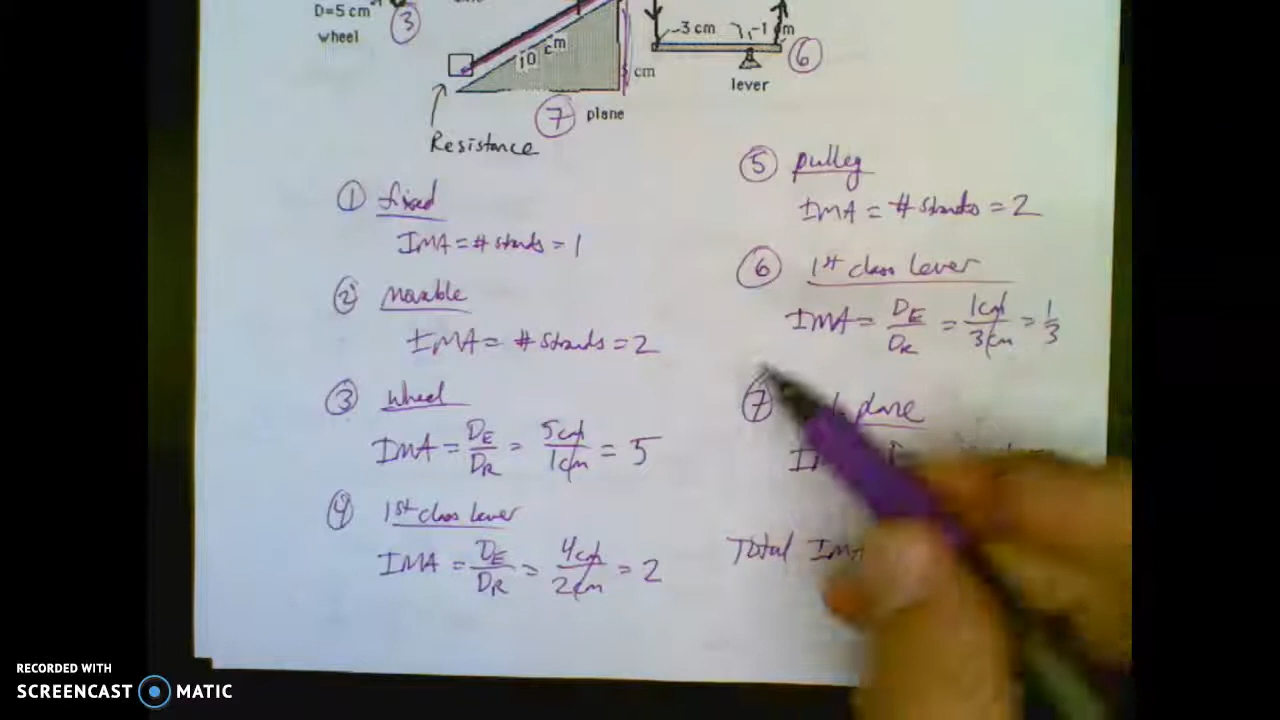 D=5 cm
wheel
3
10 cm
cm
7 plane
Resistance
-3 cm
-1 cm
6
lever
1 fixed
IMA = # strands = 1
2 movable
IMA = # strands = 2
3 wheel
IMA = DE/DR = 5cm/1cm = 5
4 1st class lever
IMA = DE/DR = 4cm/2cm = 2
5 pulley
IMA = # strands = 2
6 1st class lever
IMA = DE/DR = 1cm/3cm = 1/3
7 plane
Total IMA
RECORDED WITH
SCREENCAST MATIC